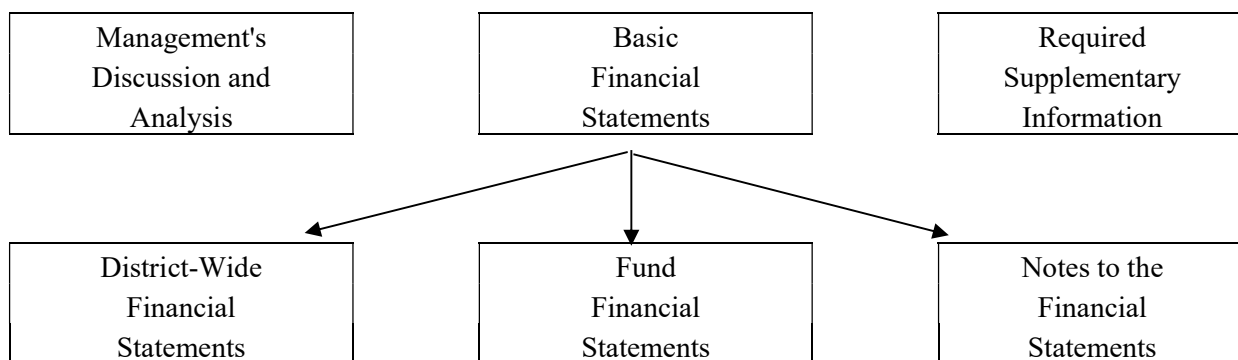 Management's
Discussion and
Analysis
Basic
Financial
Statements
Required
Supplementary
Information
District-Wide
Financial
Statements
Fund
Financial
Statements
Notes to the
Financial
Statements